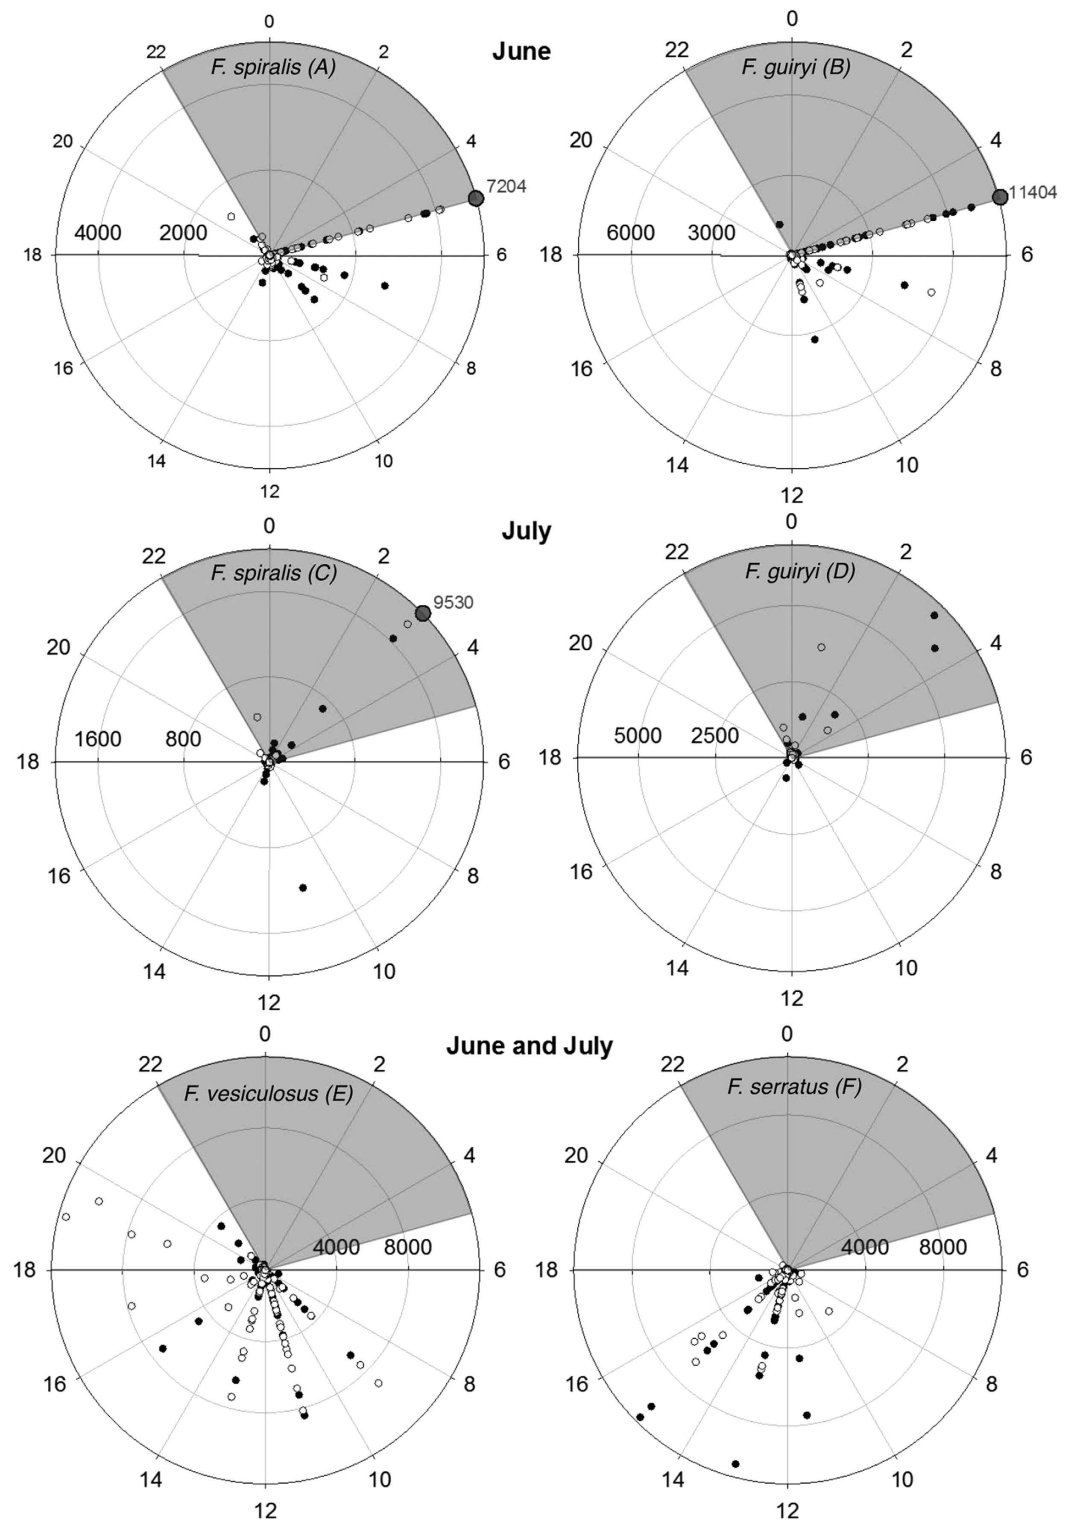 0 0
22 F. spiralis (A) 2 June 22 F. guiryi (B) 2
20 4 20 4
7204 11404
4000 2000 6000 3000
18 6 18 6
16 8 16 8
14 10 14 10
12 12
July
0 0
22 F. spiralis (C) 2 22 F. guiryi (D) 2
9530
20 4 20 4
1600 800 5000 2500
18 6 18 6
16 8 16 8
14 10 14 10
12 12
June and July
0 0
22 F. vesiculosus (E) 2 22 F. serratus (F) 2
20 4 20 4
4000 8000 4000 8000
18 6 18 6
16 8 16 8
14 10 14 10
12 12